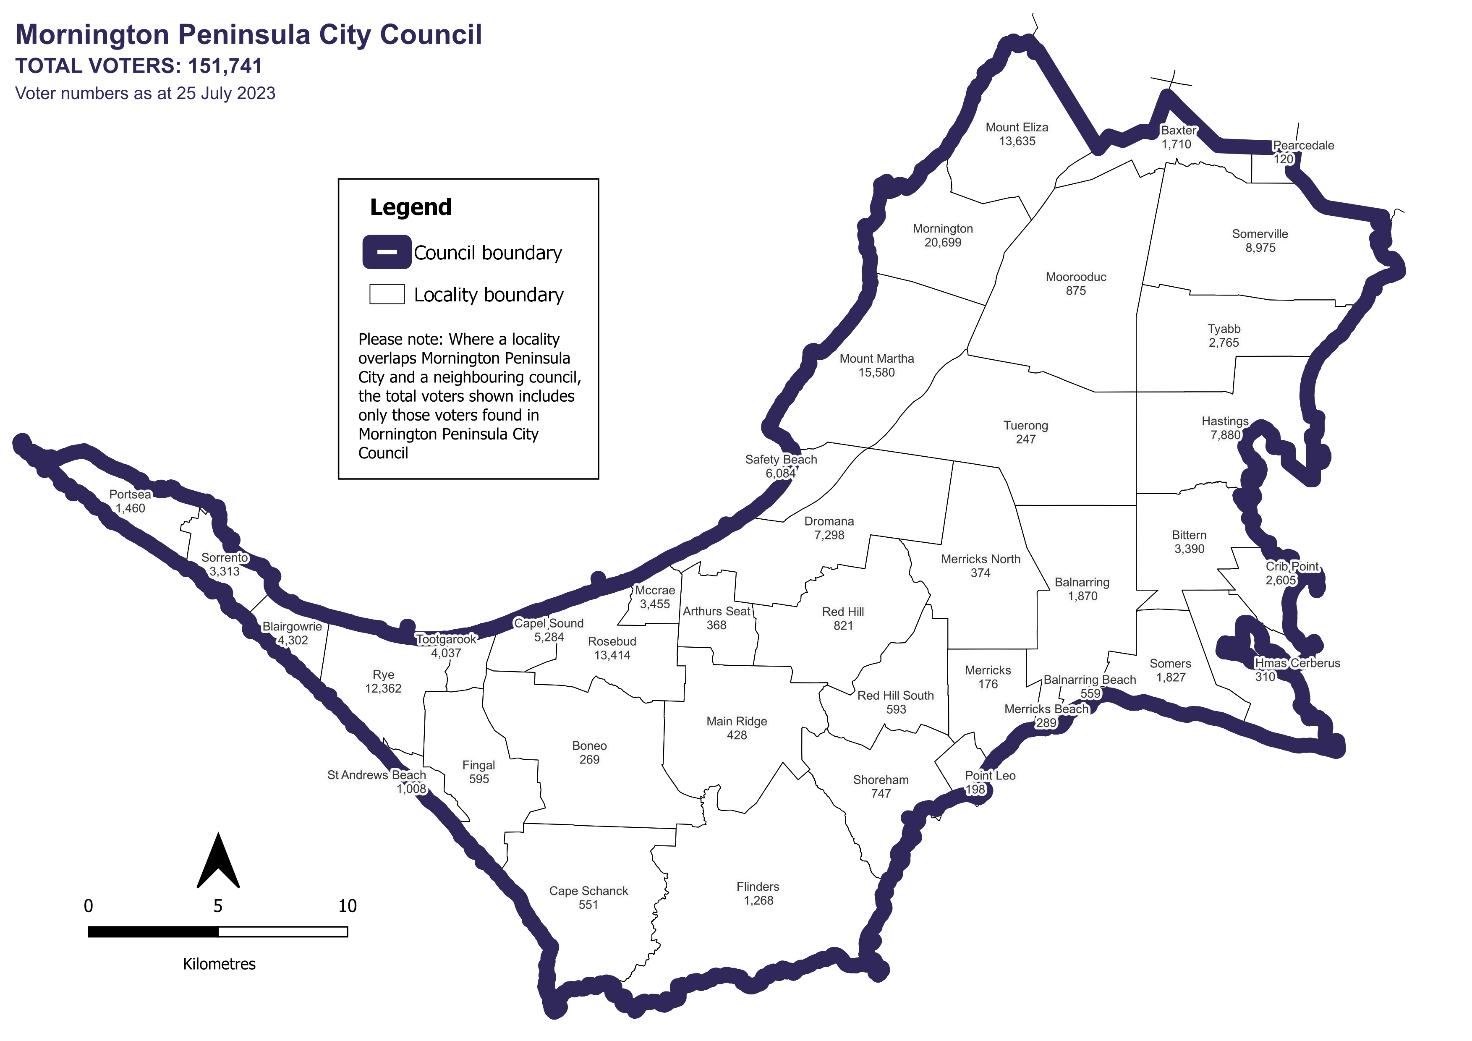 Mornington Peninsula City Council
TOTAL VOTERS: 151,741
Voter numbers as at 25 July 2023
Legend
Council boundary
Locality boundary
Please note: Where a locality
overlaps Mornington Peninsula
City and a neighbouring council,
the total voters shown includes
only those voters found in
Mornington Peninsula City
Council
Mount Eliza
13,635
Baxter
1,710
Pearcedale
120
Mornington
20,699
Somerville
8,975
Moorooduc
875
Tyabb
2,765
Mount Martha
15,580
Tuerong
247
Hastings
7,880
Safety Beach
6,084
Portsea
1,460
Dromana
7,298
Bittern
3,390
Sorrento
3,313
Merricks North
374
Crib Point
2,605
Balnarring
1,870
Mccrae
3,455
Arthurs Seat
368
Red Hill
821
Blairgowrie
4,302
Capel Sound
5,284
Tootgarook
4,037
Rosebud
13,414
Rye
12,362
Merricks
176
Somers
1,827
Hmas Cerberus
310
Balnarring Beach
559
Red Hill South
593
Merricks Beach
289
Main Ridge
428
Boneo
269
Fingal
595
St Andrews Beach
1,008
Shoreham
747
Point Leo
198
Cape Schanck
551
Flinders
1,268
0 5 10
Kilometres